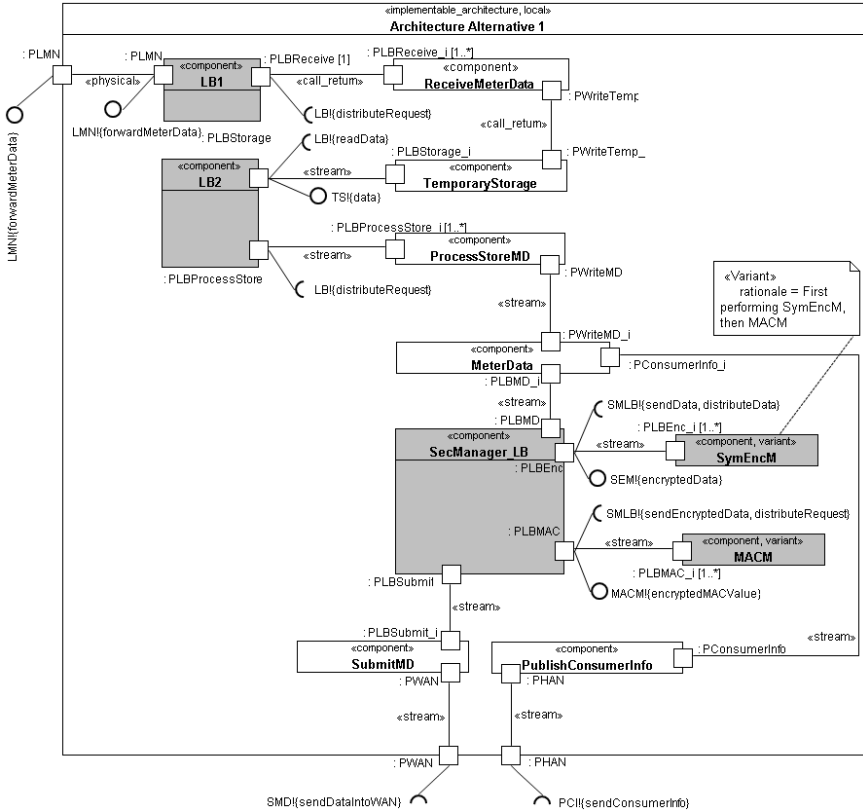 «implementable_architecture, local»
Architecture Alternative 1
: PLMN
: PLMN
«physical»
«component»
LB1
: PLBReceive [1]
«call_return»
: PLBReceive_i [1..*]
«component»
ReceiveMeterData
LMN!{forwardMeterData}
LMN!{forwardMeterData}
LB!{distributeRequest}
: PWriteTemp
«call_return»
: PLBStorage
LB!{readData}
: PLBStorage_i
: PWriteTemp_
«component»
LB2
«stream»
«component»
TemporaryStorage
TS!{data}
: PLBProcessStore_i [1..*]
«stream»
«component»
ProcessStoreMD
: PLBProcessStore
LB!{distributeRequest}
: PWriteMD
«stream»
«Variant»
rationale = First
performing SymEncM,
then MACM
: PWriteMD_i
«component»
MeterData
: PConsumerInfo_i
: PLBMD_i
«stream»
: PLBMD
SMLB!{sendData, distributeData}
«component»
SecManager_LB
: PLBEnc
: PLBEnc_i [1..*]
«stream»
«component, variant»
SymEncM
SEM!{encryptedData}
SMLB!{sendEncryptedData, distributeRequest}
: PLBMAC
«stream»
«component, variant»
MACM
: PLBMAC_i [1..*]
MACM!{encryptedMACValue}
: PLBSubmit
«stream»
: PLBSubmit_i
«component»
SubmitMD
: PWAN
«component»
PublishConsumerInfo
: PHAN
: PConsumerInfo
«stream»
«stream»
«stream»
: PWAN
: PHAN
SMD!{sendDataIntoWAN}
PCI!{sendConsumerInfo}